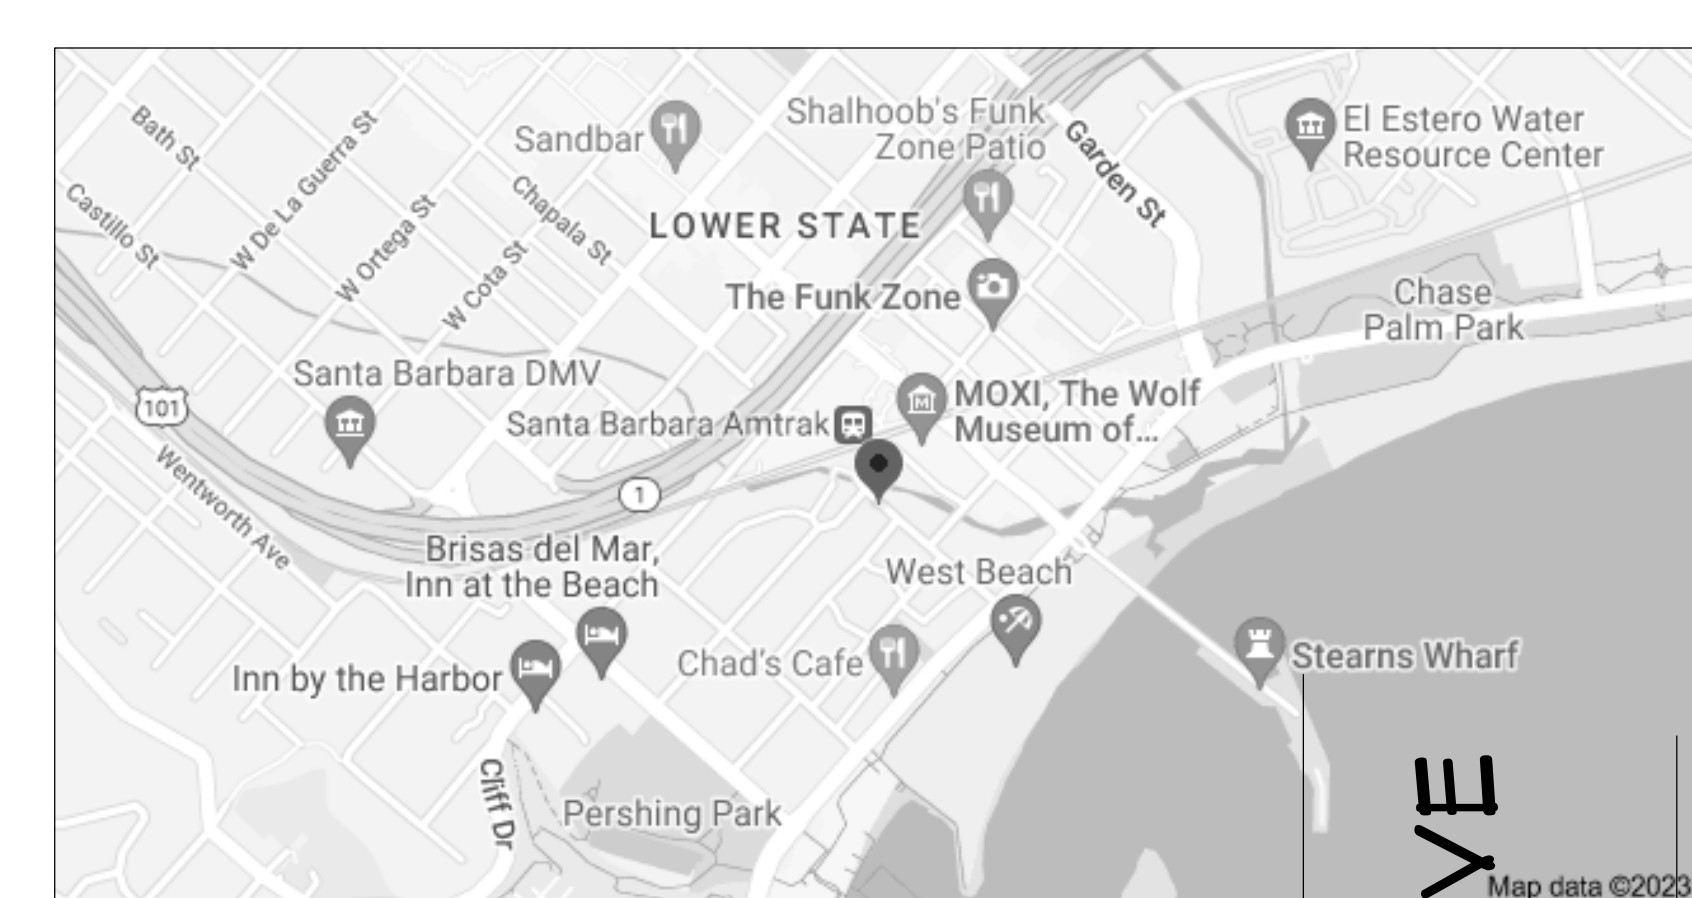 Bath St
Castillo St
W De La Guerra St
W Ortega St
W Cota St
Chapala St
Sandbar
Shalhoob's Funk
Zone Patio
Garden St
El Estero Water
Resource Center
LOWER STATE
The Funk Zone
Chase
Palm Park
Santa Barbara DMV
101
Santa Barbara Amtrak
MOXI, The Wolf
Museum of...
Wentworth Ave
1
Brisas del Mar,
Inn at the Beach
West Beach
Inn by the Harbor
Chad's Cafe
Stearns Wharf
Cliff Dr
Pershing Park
VE
Map data ©2023